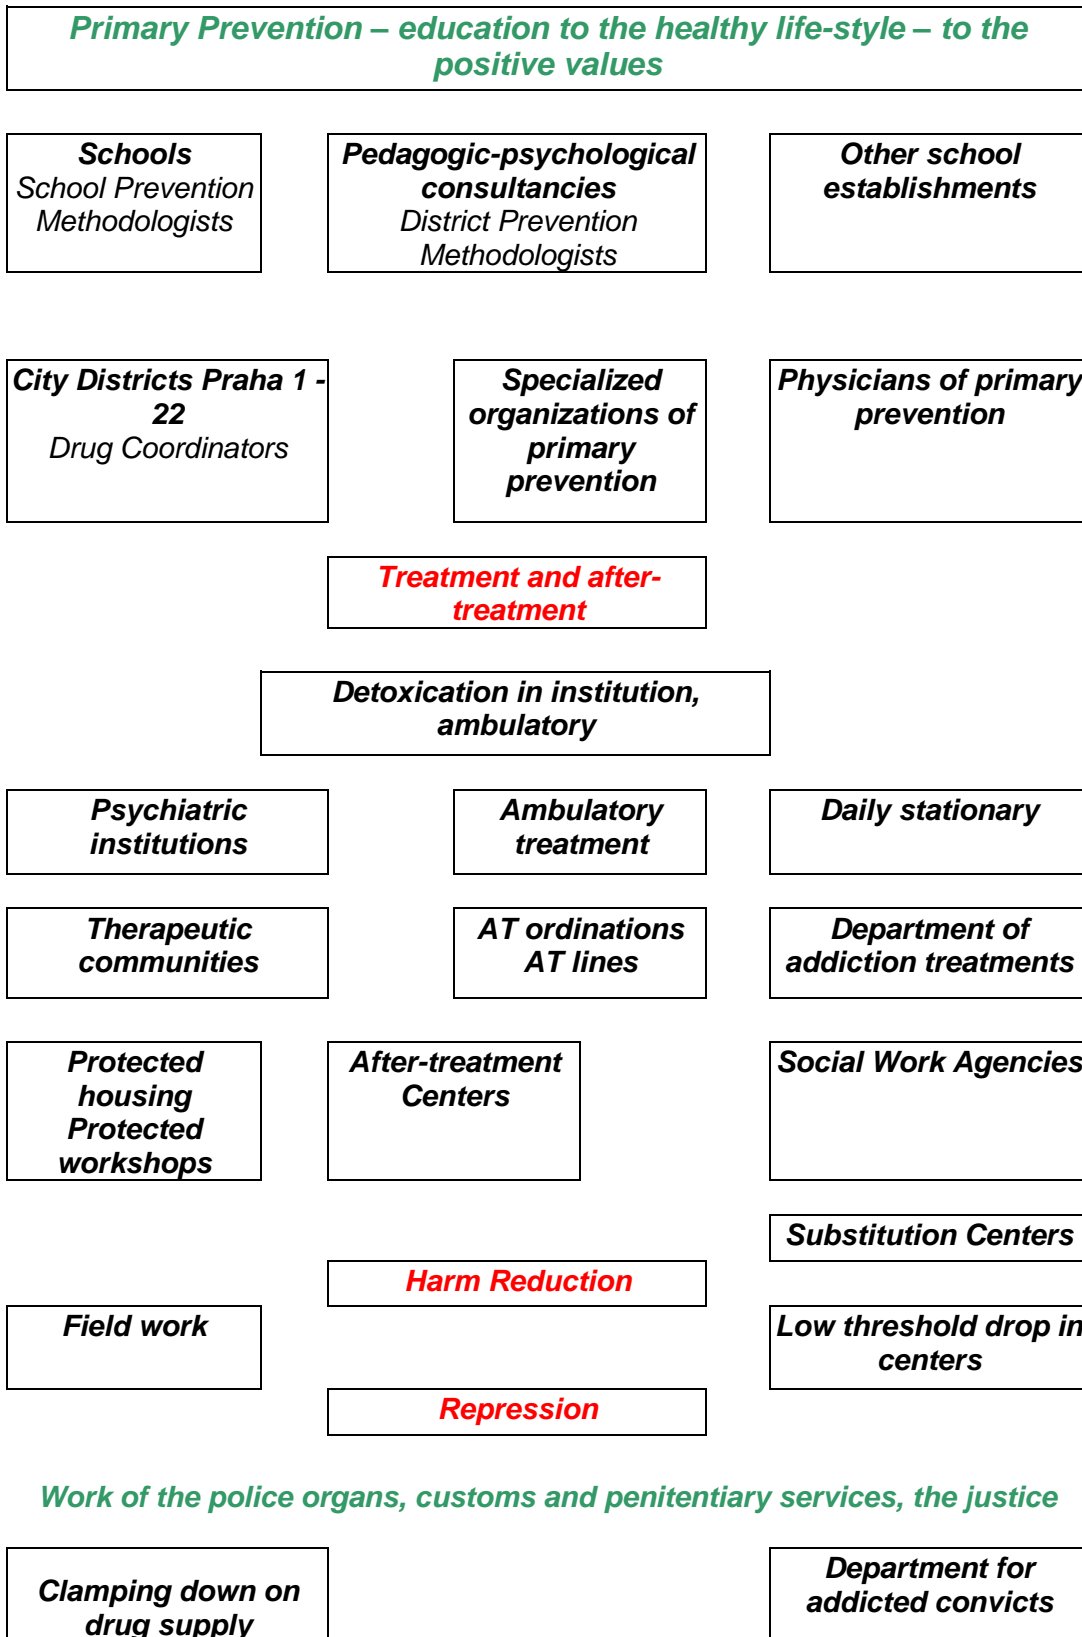 Primary Prevention – education to the healthy life-style – to the
positive values
Schools
School Prevention
Methodologists
Pedagogic-psychological
consultancies
District Prevention
Methodologists
Other school
establishments
City Districts Praha 1 -
22
Drug Coordinators
Specialized
organizations of
primary
prevention
Physicians of primary
prevention
Treatment and after-
treatment
Detoxication in institution,
ambulatory
Psychiatric
institutions
Ambulatory
treatment
Daily stationary
Therapeutic
communities
AT ordinations
AT lines
Department of
addiction treatments
Protected
housing
Protected
workshops
After-treatment
Centers
Social Work Agencies
Substitution Centers
Harm Reduction
Field work
Low threshold drop in
centers
Repression
Work of the police organs, customs and penitentiary services, the justice
Clamping down on
drug supply
Department for
addicted convicts